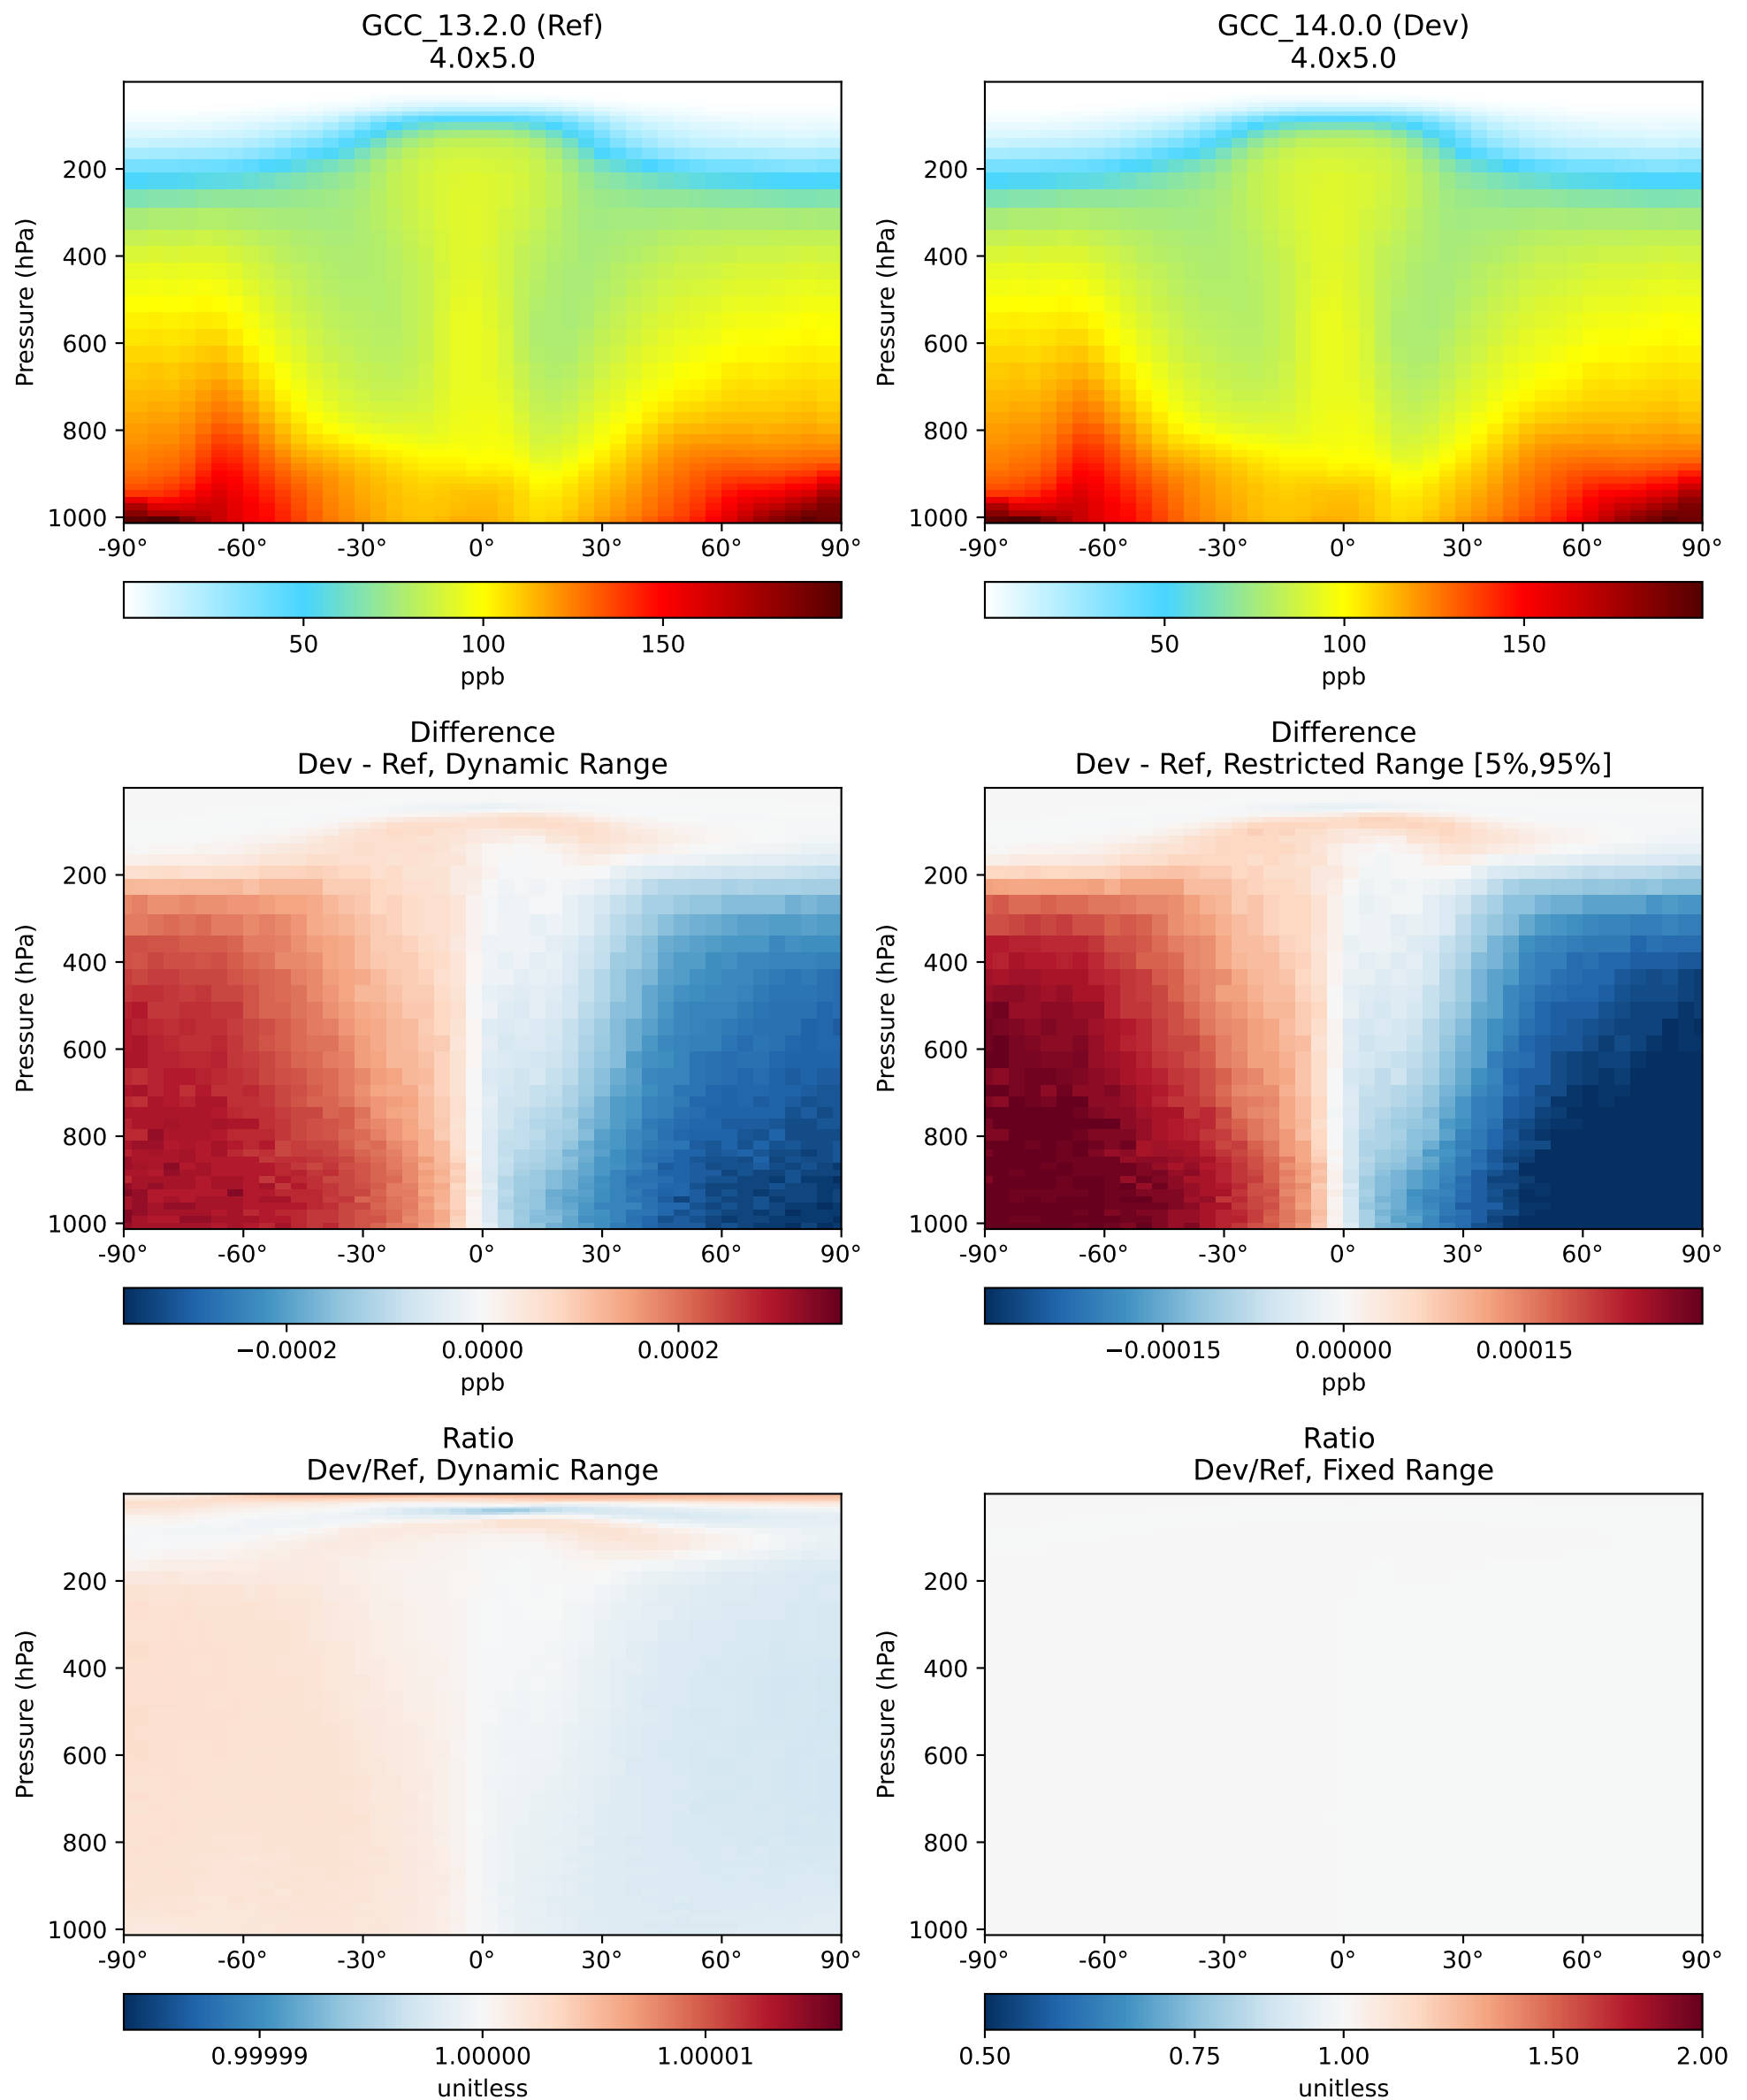 GCC_13.2.0 (Ref)
4.0x5.0
Pressure (hPa)
200
400
600
800
1000
-90° -60° -30° 0° 30° 60° 90°
50 100 150
ppb
GCC_14.0.0 (Dev)
4.0x5.0
Pressure (hPa)
200
400
600
800
1000
-90° -60° -30° 0° 30° 60° 90°
50 100 150
ppb
Difference
Dev - Ref, Dynamic Range
Pressure (hPa)
200
400
600
800
1000
-90° -60° -30° 0° 30° 60° 90°
−0.0002 0.0000 0.0002
ppb
Difference
Dev - Ref, Restricted Range [5%,95%]
Pressure (hPa)
200
400
600
800
1000
-90° -60° -30° 0° 30° 60° 90°
−0.00015 0.00000 0.00015
ppb
Ratio
Dev/Ref, Dynamic Range
Pressure (hPa)
200
400
600
800
1000
-90° -60° -30° 0° 30° 60° 90°
0.99999 1.00000 1.00001
unitless
Ratio
Dev/Ref, Fixed Range
Pressure (hPa)
200
400
600
800
1000
-90° -60° -30° 0° 30° 60° 90°
0.50 0.75 1.00 1.50 2.00
unitless